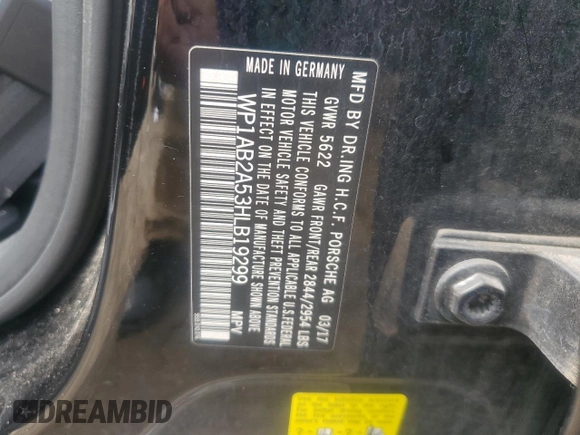 MFD BY DR.ING H.C.F. PORSCHE AG 03/17
GVWR 5622 GAWR FRONT/REAR 2844/2954 LBS
THIS VEHICLE CONFORMS TO ALL APPLICABLE U.S.FEDERAL
MOTOR VEHICLE SAFETY AND THEFT PREVENTION STANDARDS
IN EFFECT ON THE DATE OF MANUFACTURE SHOWN ABOVE
WP1AB2A53HLB19299 MPV
MADE IN GERMANY
DREAMBID